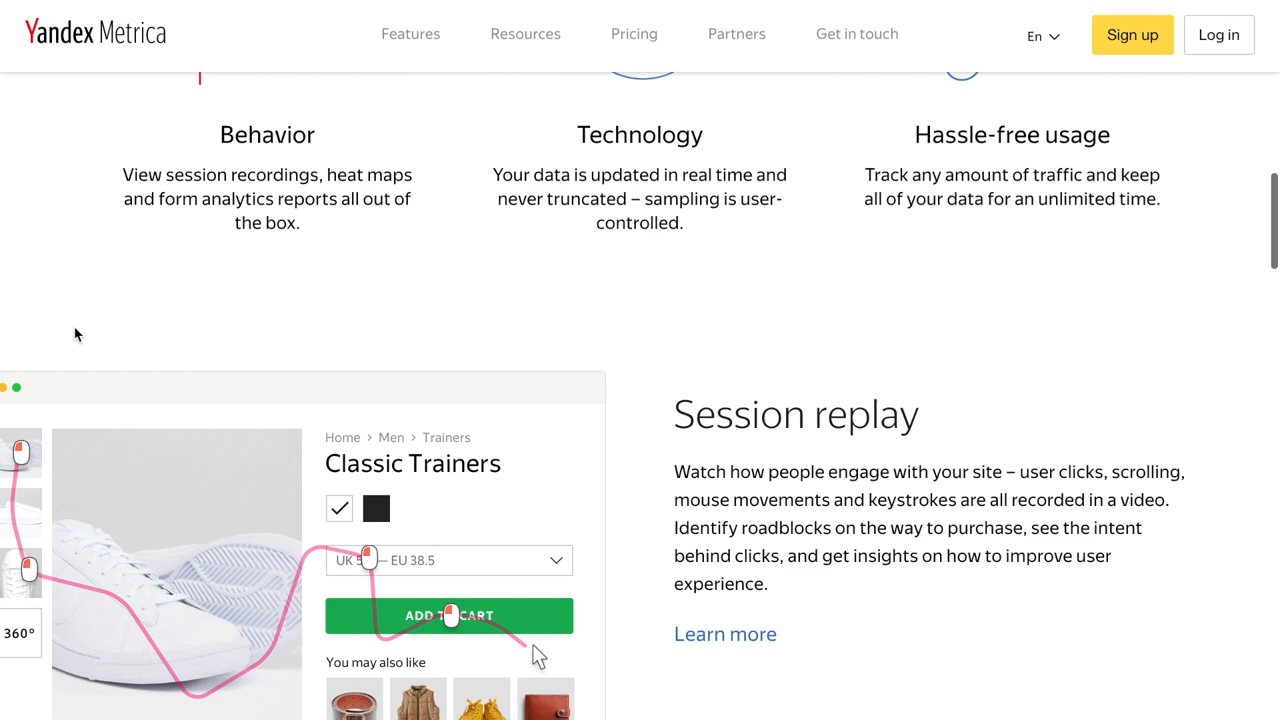 Yandex Metrica
Features
Resources
Pricing
Partners
Get in touch
En
Sign up
Log in
Behavior
View session recordings, heat maps
and form analytics reports all out of
the box.
Technology
Your data is updated in real time and
never truncated – sampling is user-
controlled.
Hassle-free usage
Track any amount of traffic and keep
all of your data for an unlimited time.
Home › Men › Trainers
Classic Trainers
UK 5 — EU 38.5
ADD TO CART
360°
You may also like
Session replay
Watch how people engage with your site – user clicks, scrolling,
mouse movements and keystrokes are all recorded in a video.
Identify roadblocks on the way to purchase, see the intent
behind clicks, and get insights on how to improve user
experience.
Learn more